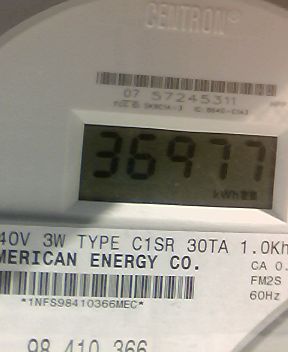 CENTRON®
07 57245311
36977
kWh
40V 3W TYPE C1SR 30TA 1.0Kh
MERICAN ENERGY CO. CA 0.
FM2S
*1NFS98410366MEC* 60Hz
98 410 366